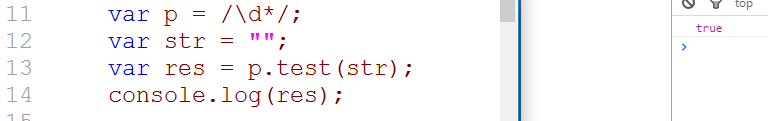 11 var p = /\d*/;
12 var str = "";
13 var res = p.test(str);
14 console.log(res);
top
true